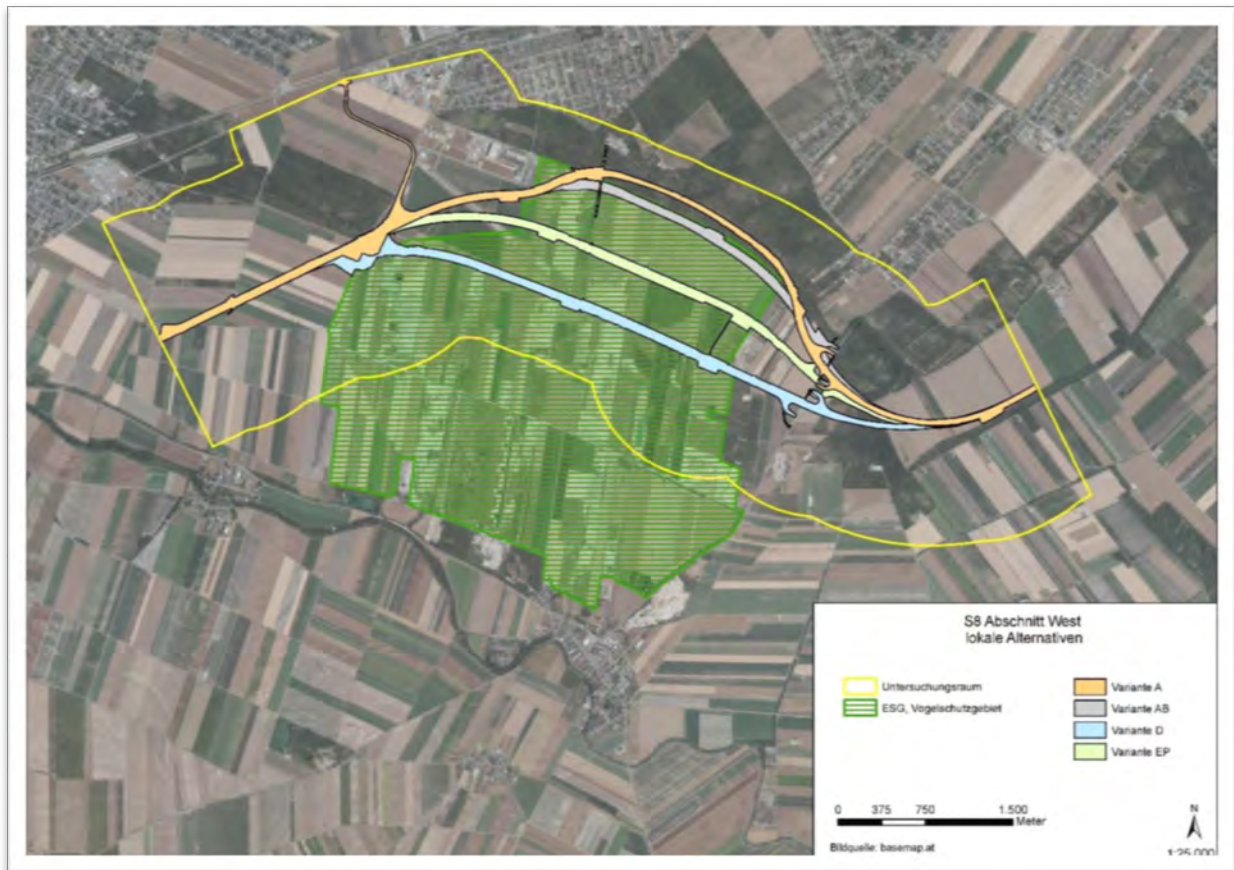 S8 Abschnitt West
lokale Alternativen
Untersuchungsraum
ESG, Vogelschutzgebiet
Variante A
Variante AB
Variante D
Variante EP
0 375 750 1.500
Meter
N
Bildquelle: basemap.at
1:25.000